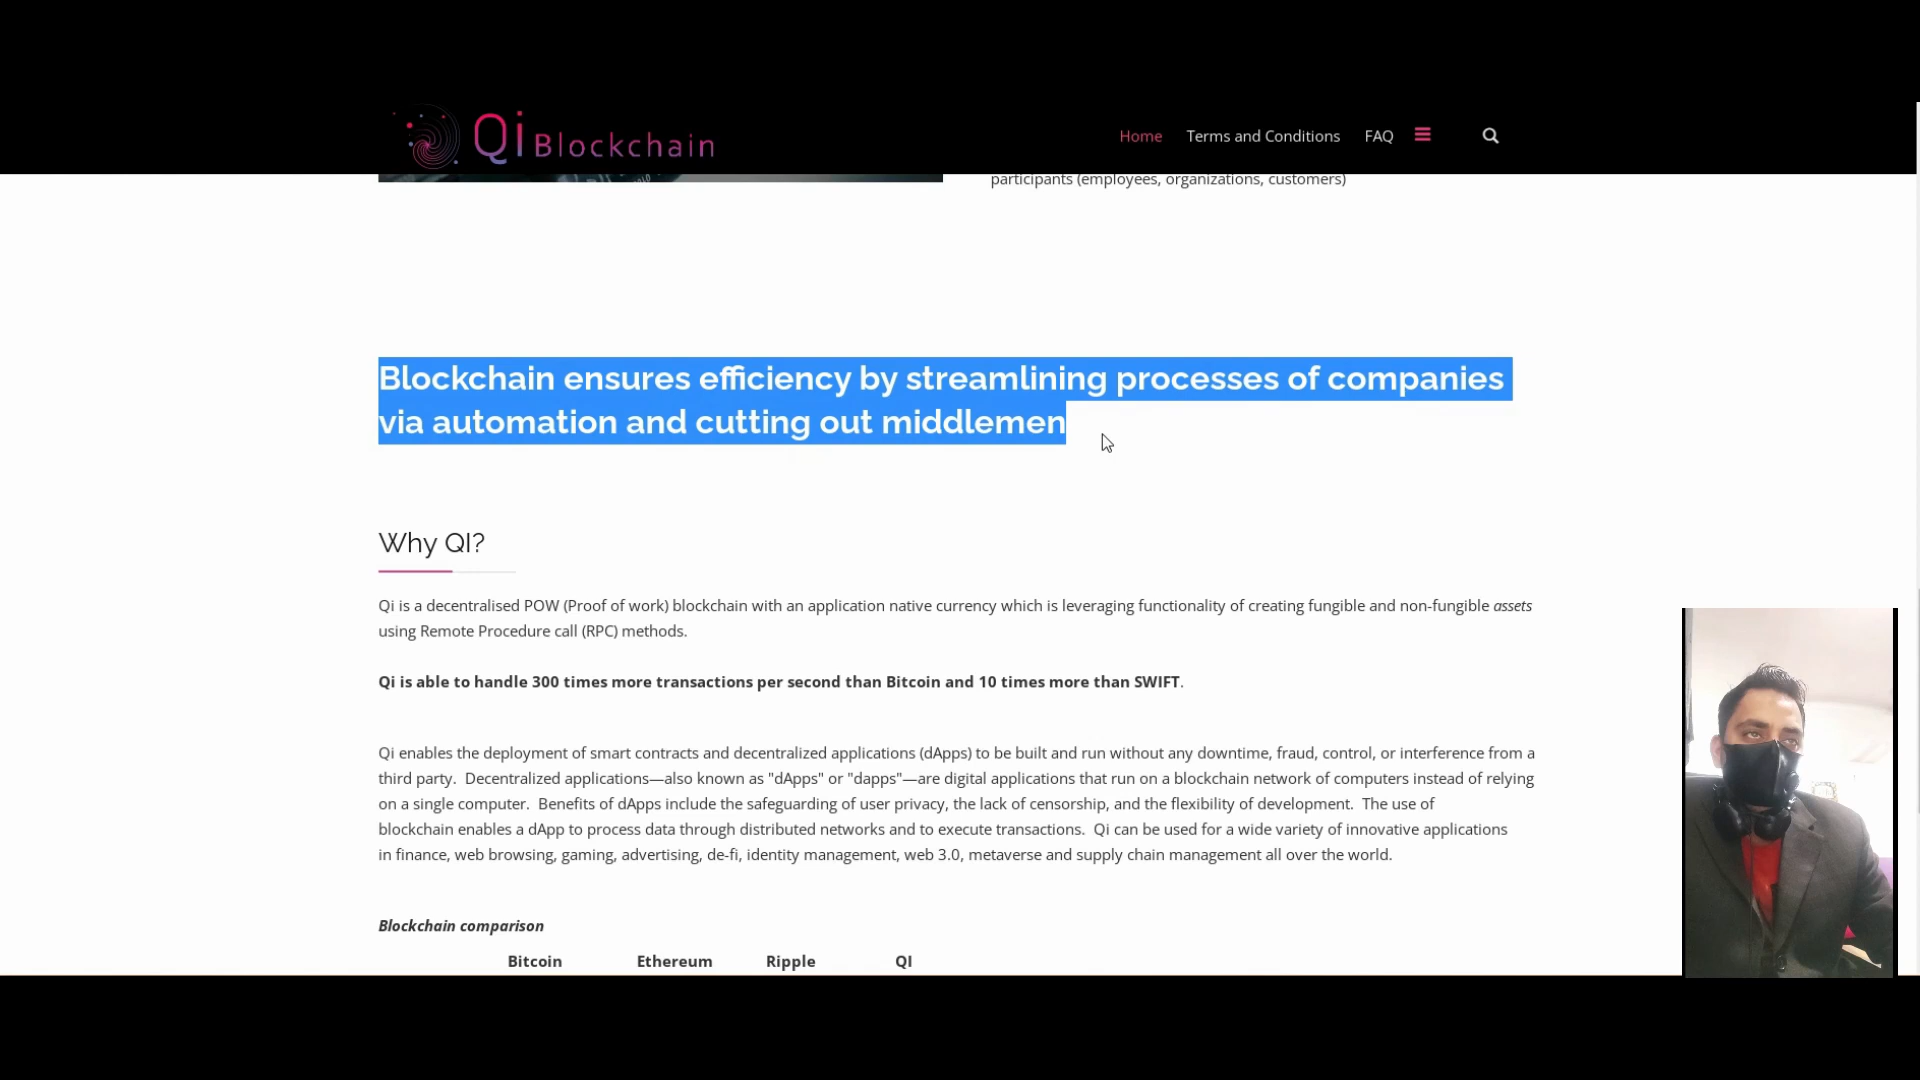 Qi Blockchain
Home Terms and Conditions FAQ
participants (employees, organizations, customers)
Blockchain ensures efficiency by streamlining processes of companies
via automation and cutting out middlemen
Why QI?
Qi is a decentralised POW (Proof of work) blockchain with an application native currency which is leveraging functionality of creating fungible and non-fungible assets
using Remote Procedure call (RPC) methods.
Qi is able to handle 300 times more transactions per second than Bitcoin and 10 times more than SWIFT.
Qi enables the deployment of smart contracts and decentralized applications (dApps) to be built and run without any downtime, fraud, control, or interference from a
third party. Decentralized applications—also known as "dApps" or "dapps"—are digital applications that run on a blockchain network of computers instead of relying
on a single computer. Benefits of dApps include the safeguarding of user privacy, the lack of censorship, and the flexibility of development. The use of
blockchain enables a dApp to process data through distributed networks and to execute transactions. Qi can be used for a wide variety of innovative applications
in finance, web browsing, gaming, advertising, de-fi, identity management, web 3.0, metaverse and supply chain management all over the world.
Blockchain comparison
Bitcoin Ethereum Ripple QI